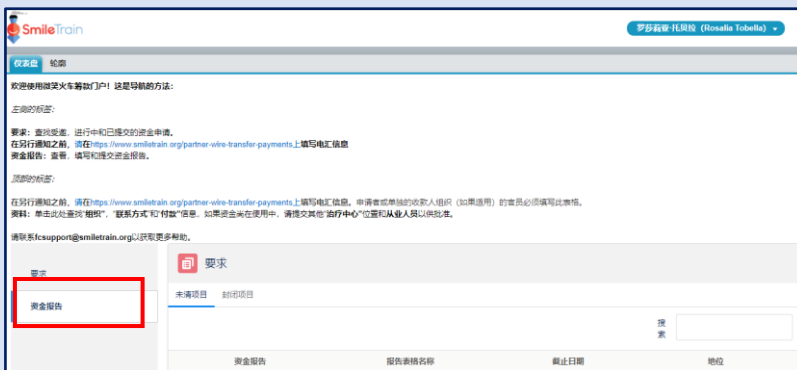 SmileTrain
罗莎莉娅·托贝拉 (Rosalia Tobella)
仪表盘 轮廓
欢迎使用微笑火车筹款门户！这是导航的方法：
左侧的标签：
要求：查找受邀、进行中和已提交的资金申请。
在另行通知之前，请在https://www.smiletrain.org/partner-wire-transfer-payments上填写电汇信息
资金报告：查看、填写和提交资金报告。
顶部的标签：
在另行通知之前，请在https://www.smiletrain.org/partner-wire-transfer-payments上填写电汇信息。申请者或单独的收款人组织（如果适用）的官员必须填写此表格。
资料：单击此处查找"组织"，"联系方式"和"付款"信息，如果资金尚在使用中，请提交其他"治疗中心"位置和从业人员以供批准。
请联系fcsupport@smiletrain.org以获取更多帮助。
要求
资金报告
要求
未清项目 封闭项目
搜索
资金报告 报告表格名称 截止日期 地位